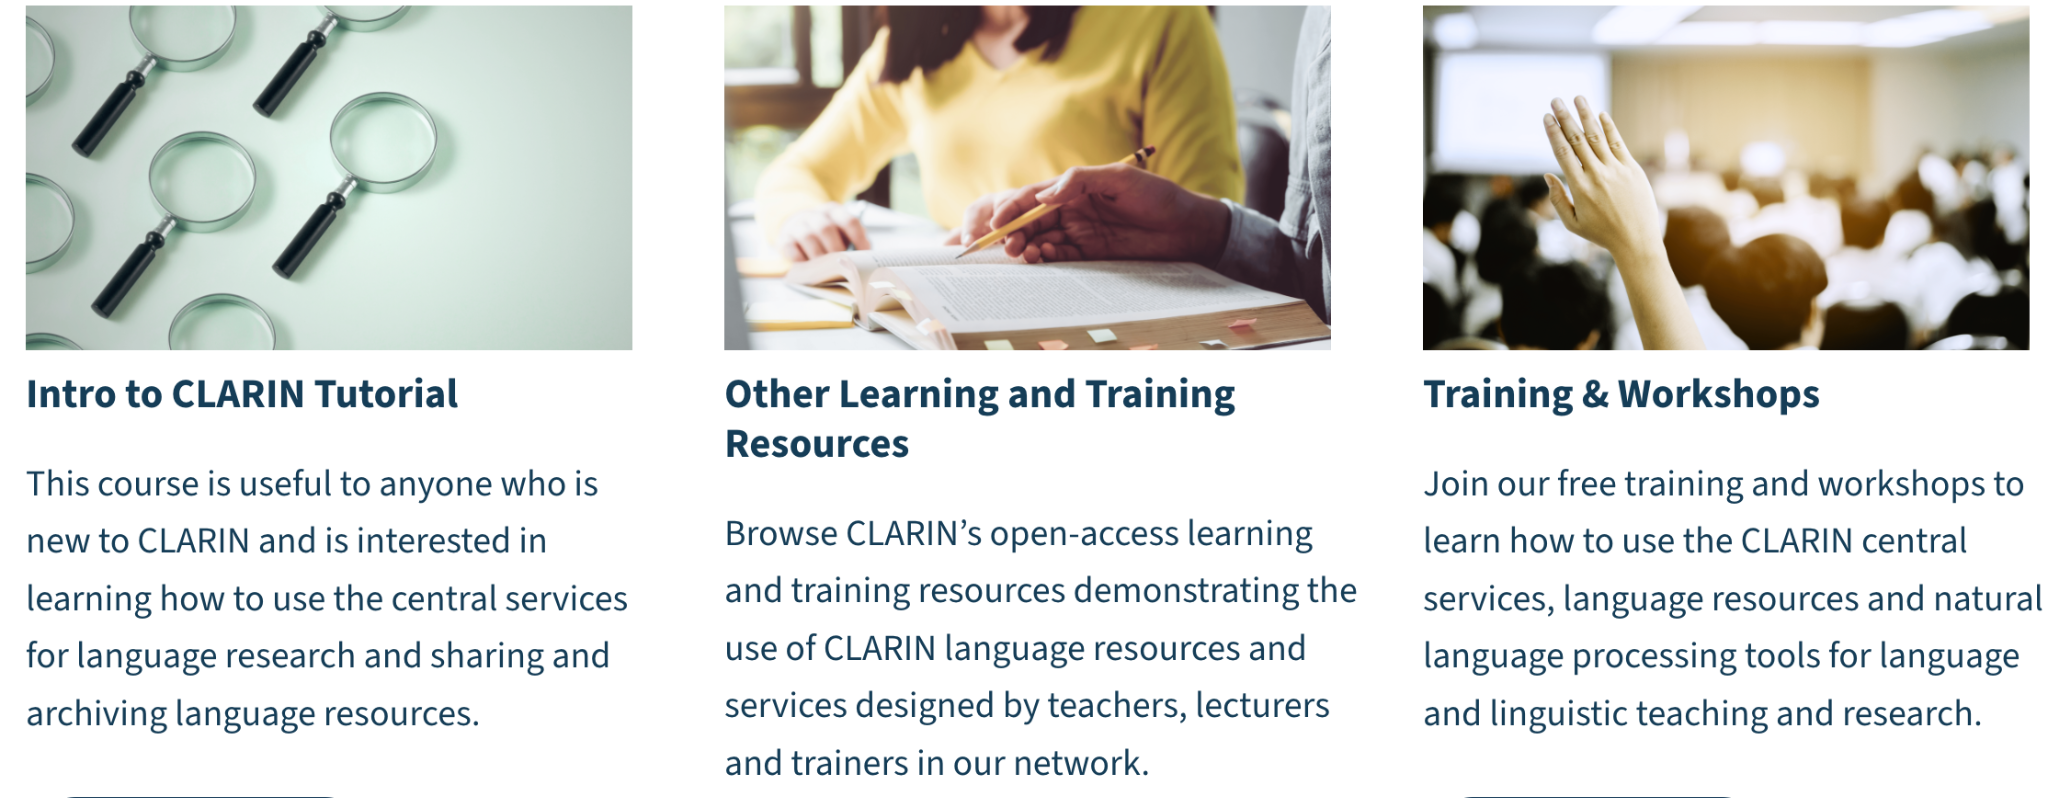 Intro to CLARIN Tutorial
This course is useful to anyone who is
new to CLARIN and is interested in
learning how to use the central services
for language research and sharing and
archiving language resources.
Other Learning and Training
Resources
Browse CLARIN’s open-access learning
and training resources demonstrating the
use of CLARIN language resources and
services designed by teachers, lecturers
and trainers in our network.
Training & Workshops
Join our free training and workshops to
learn how to use the CLARIN central
services, language resources and natural
language processing tools for language
and linguistic teaching and research.